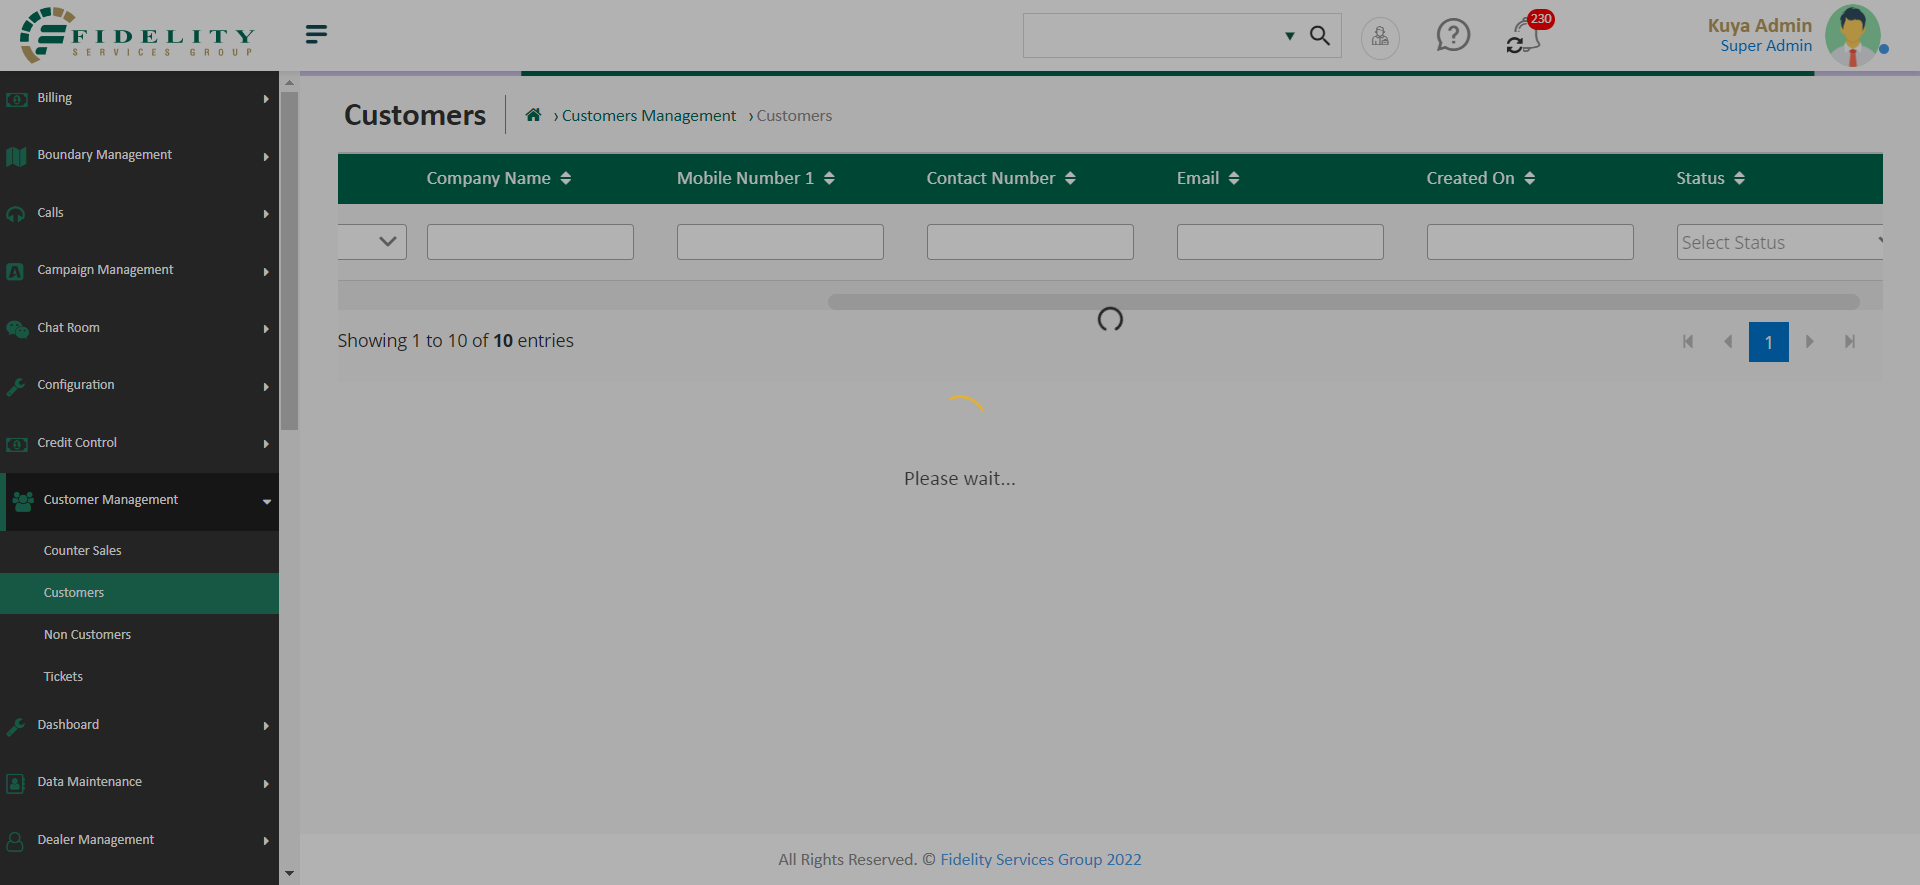 FIDELITY
SERVICES GROUP
230
Kuya Admin
Super Admin
Billing
Boundary Management
Calls
Campaign Management
Chat Room
Configuration
Credit Control
Customer Management
Counter Sales
Customers
Non Customers
Tickets
Dashboard
Data Maintenance
Dealer Management
Customers
› Customers Management › Customers
Company Name Mobile Number 1 Contact Number Email Created On Status
Select Status
Showing 1 to 10 of 10 entries
1
Please wait...
All Rights Reserved. © Fidelity Services Group 2022